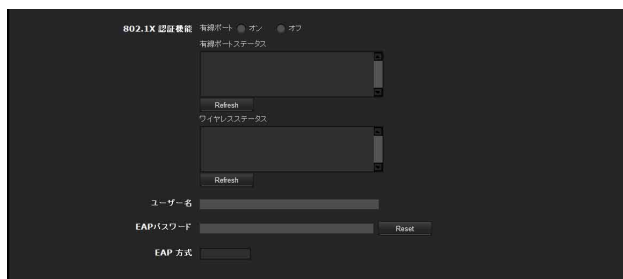 802.1X 認証機能 有線ポート オン オフ
有線ポートステータス
Refresh
ワイヤレスステータス
Refresh
ユーザー名
EAPパスワード Reset
EAP 方式